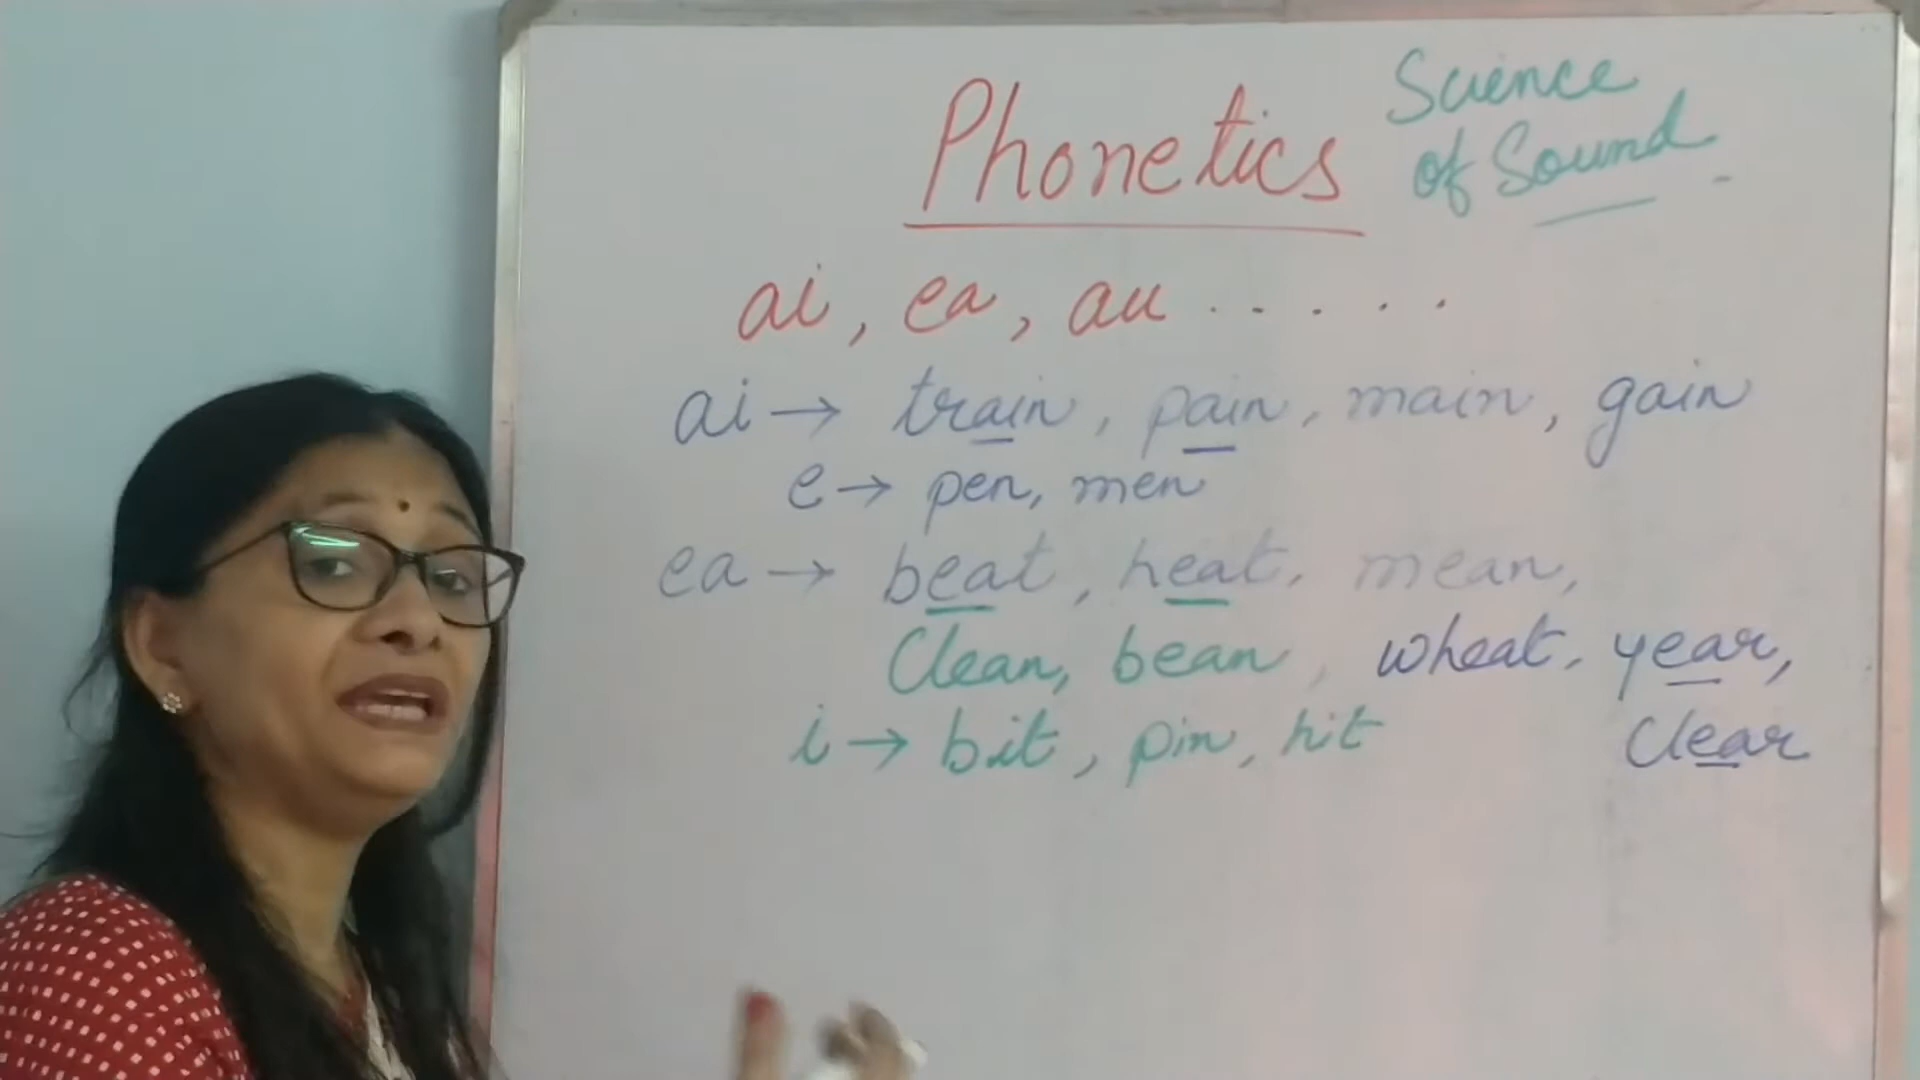 Phonetics
Science
of Sound
ai, ea, au . . . . .
ai → train, pain, main, gain
e → pen, men
ea → beat, heat, mean,
Clean, bean, wheat, year,
i → bit, pin, hit
Clear